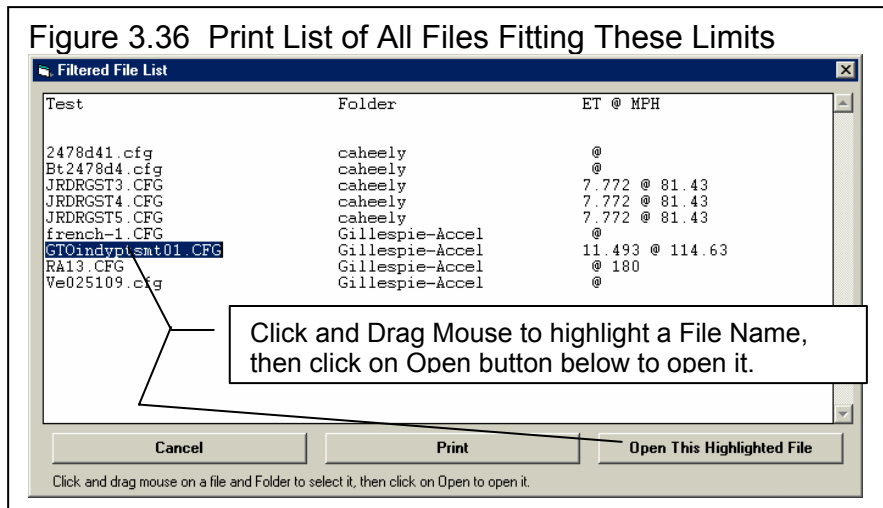 Figure 3.36 Print List of All Files Fitting These Limits
Filtered File List
Test Folder ET @ MPH
2478d41.cfg caheely @
Bt2478d4.cfg caheely @
JRDRGST3.CFG caheely 7.772 @ 81.43
JRDRGST4.CFG caheely 7.772 @ 81.43
JRDRGST5.CFG caheely 7.772 @ 81.43
french-1.CFG Gillespie-Accel @
GTOindyptsmt01.CFG Gillespie-Accel 11.493 @ 114.63
RA13.CFG Gillespie-Accel @ 180
Ve025109.cfg Gillespie-Accel @
Click and Drag Mouse to highlight a File Name,
then click on Open button below to open it.
Cancel Print Open This Highlighted File
Click and drag mouse on a file and Folder to select it, then click on Open to open it.